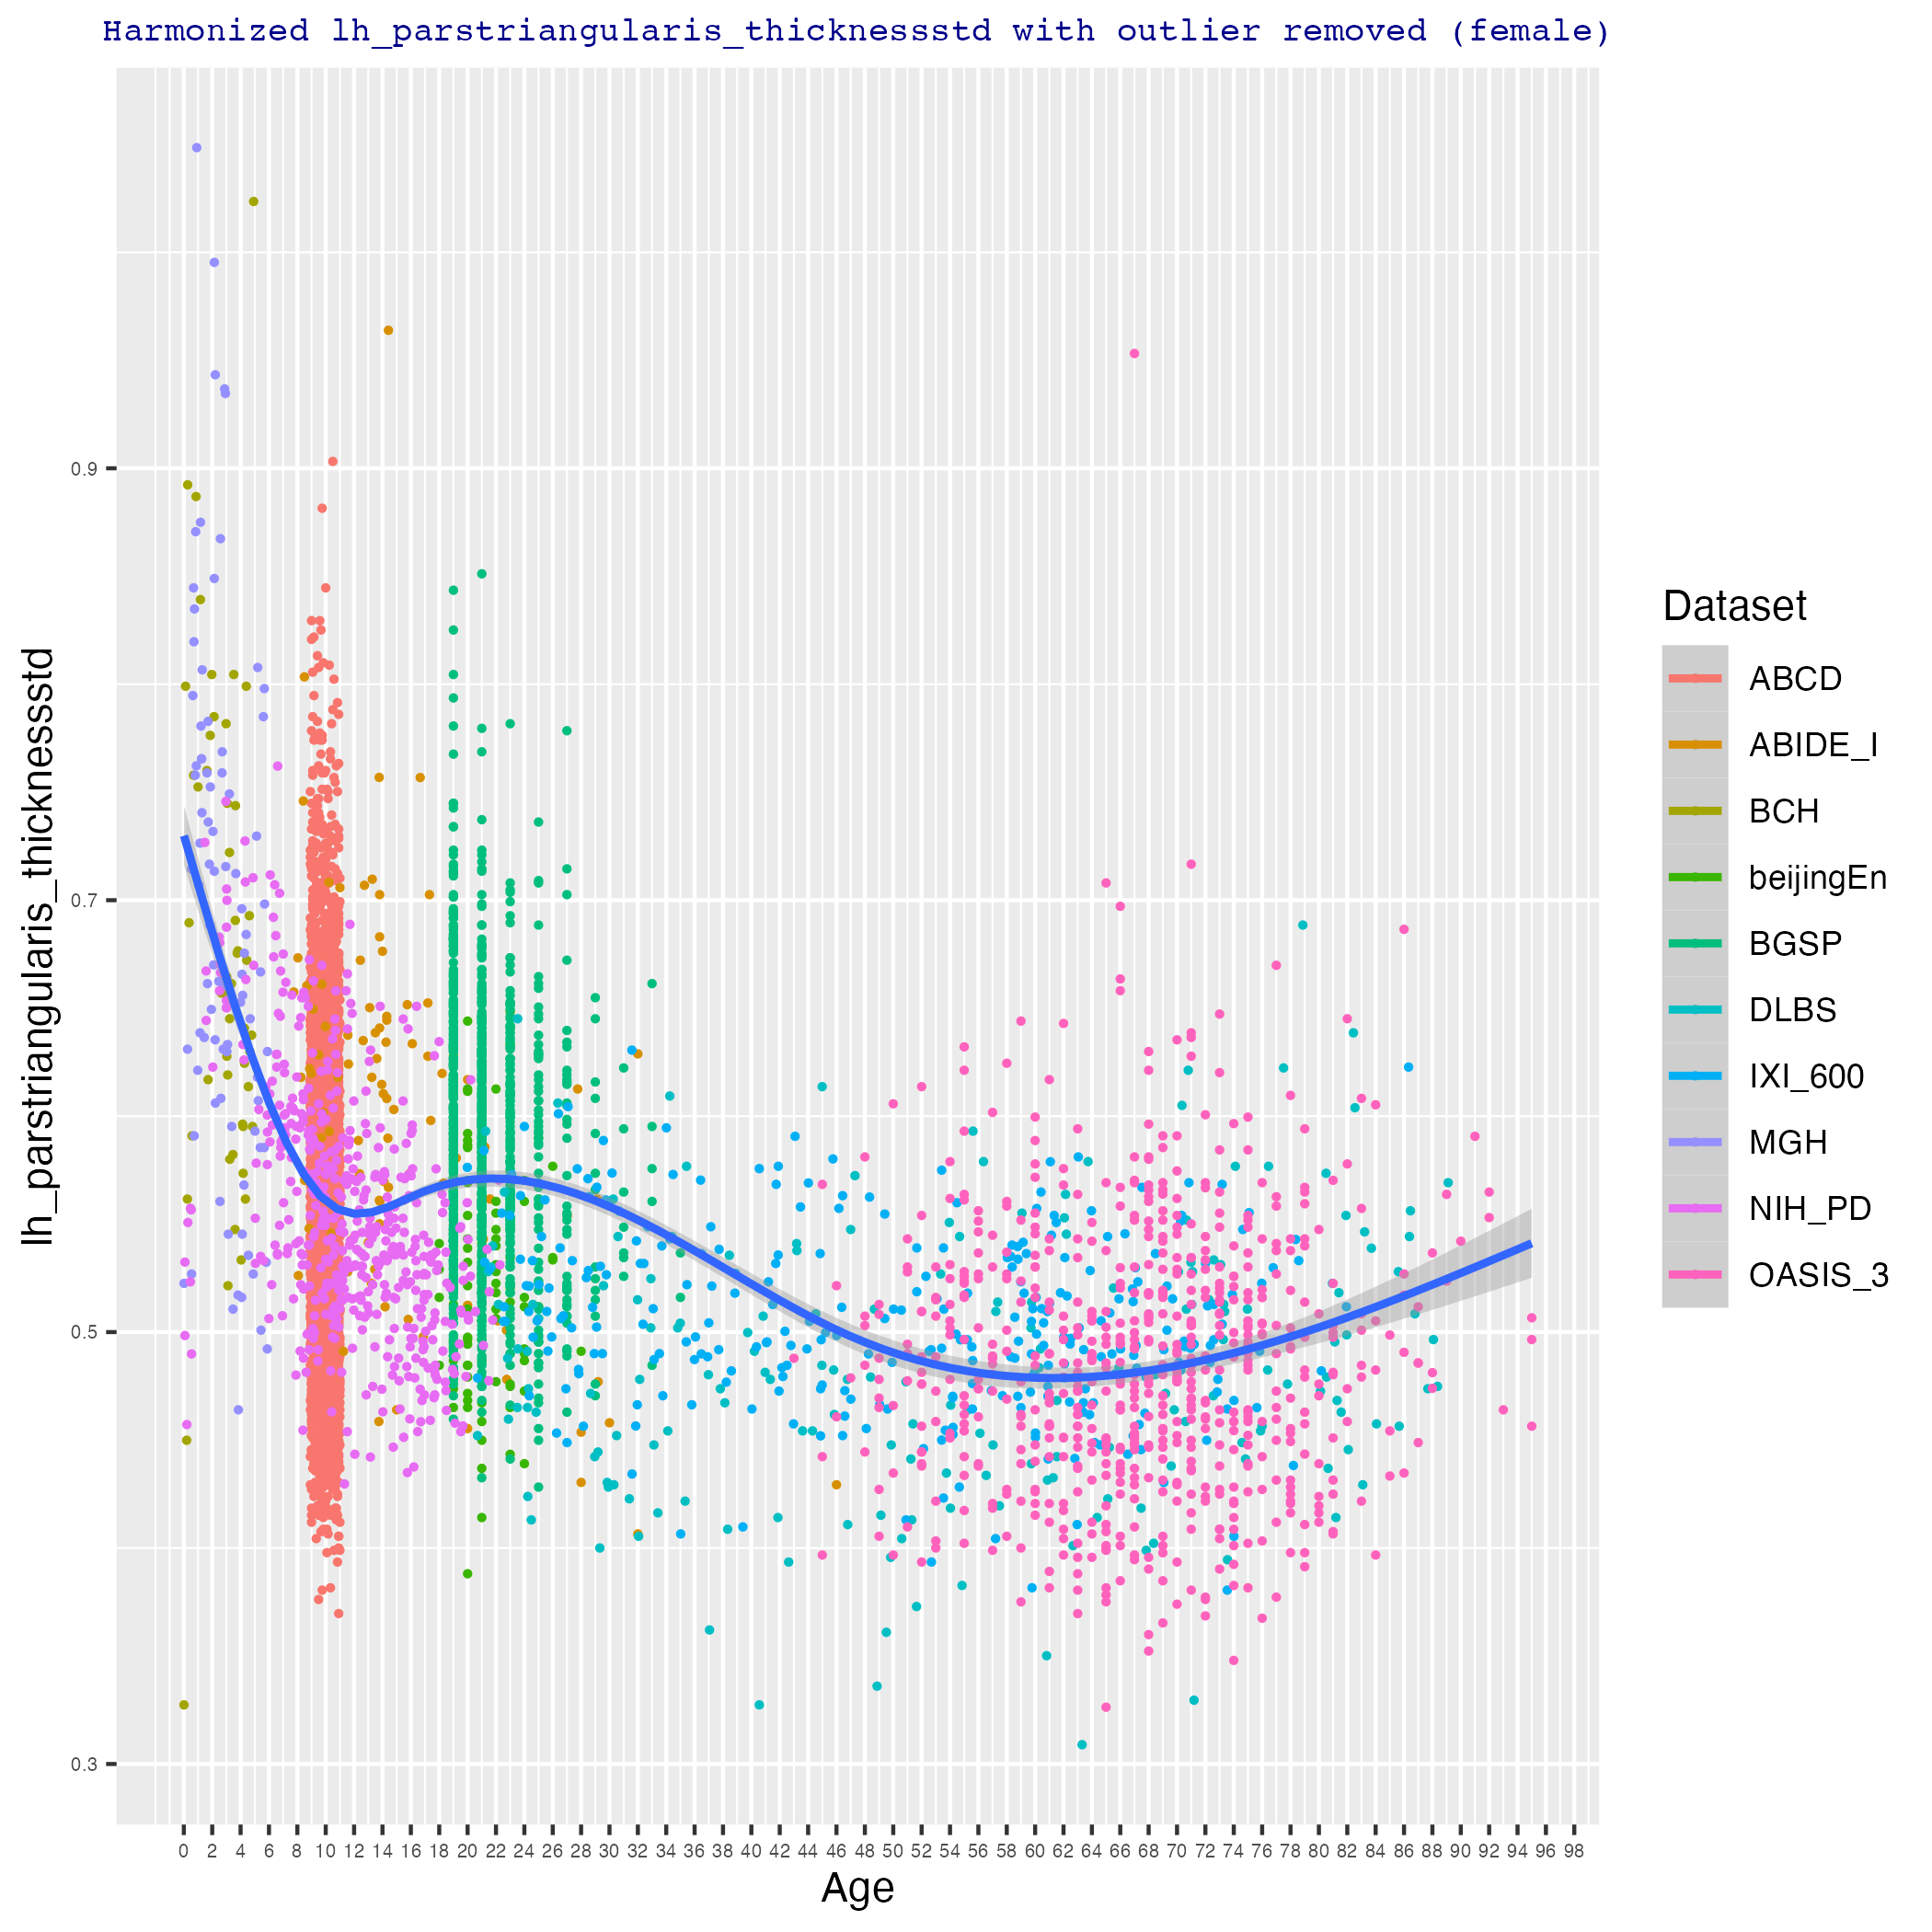 Harmonized lh_parstriangularis_thicknessstd with outlier removed (female)
lh_parstriangularis_thicknessstd
0.9
0.7
0.5
0.3
0 2 4 6 8 10 12 14 16 18 20 22 24 26 28 30 32 34 36 38 40 42 44 46 48 50 52 54 56 58 60 62 64 66 68 70 72 74 76 78 80 82 84 86 88 90 92 94 96 98
Age
Dataset
ABCD
ABIDE_I
BCH
beijingEn
BGSP
DLBS
IXI_600
MGH
NIH_PD
OASIS_3